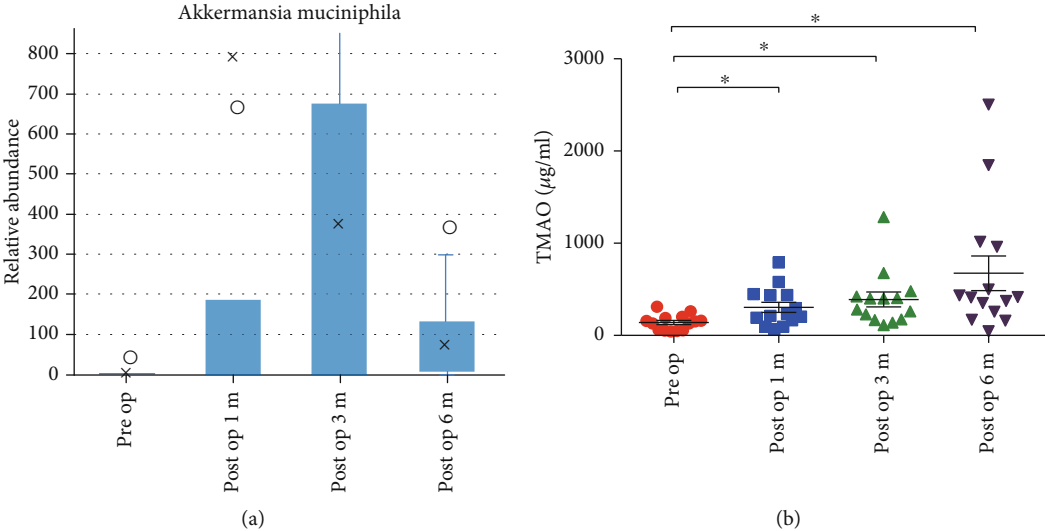 Akkermansia muciniphila
Relative abundance
800
700
600
500
400
300
200
100
0
Pre op
Post op 1 m
Post op 3 m
Post op 6 m
(a)
TMAO (µg/ml)
3000
2000
1000
0
*
*
*
Pre op
Post op 1 m
Post op 3 m
Post op 6 m
(b)